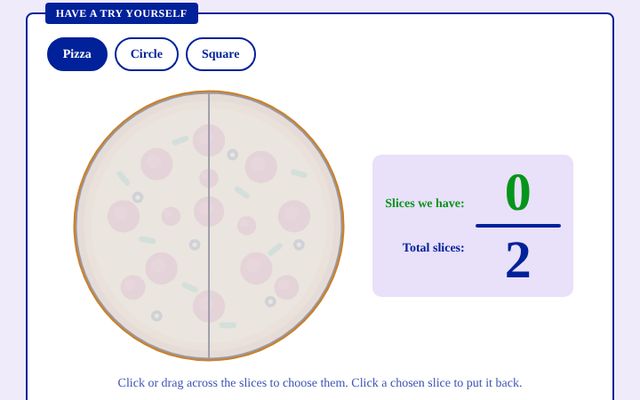 HAVE A TRY YOURSELF
Pizza
Circle
Square
Slices we have:
0
Total slices:
2
Click or drag across the slices to choose them. Click a chosen slice to put it back.